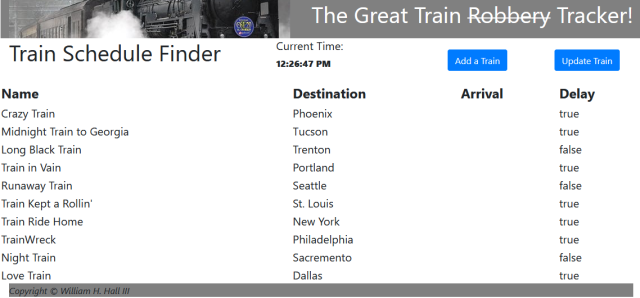 The Great Train Robbery Tracker!
Train Schedule Finder
Current Time:
12:26:47 PM
Add a Train
Update Train
Name Destination Arrival Delay
Crazy Train Phoenix true
Midnight Train to Georgia Tucson true
Long Black Train Trenton false
Train in Vain Portland true
Runaway Train Seattle false
Train Kept a Rollin' St. Louis true
Train Ride Home New York true
TrainWreck Philadelphia true
Night Train Sacremento false
Love Train Dallas true
Copyright © William H. Hall III